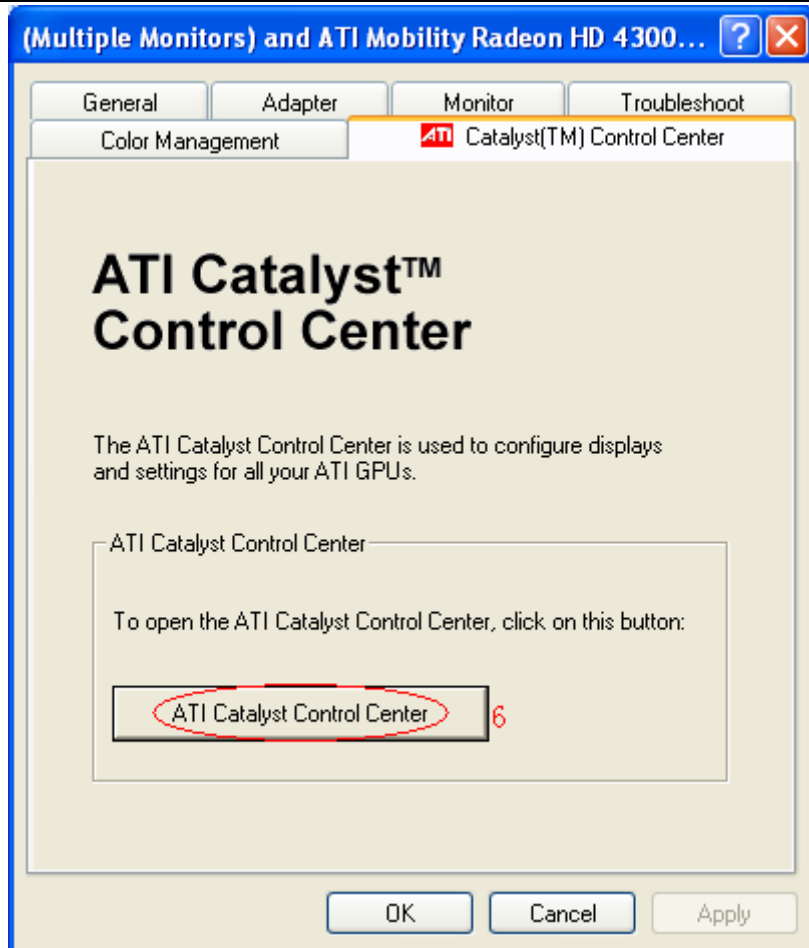 (Multiple Monitors) and ATI Mobility Radeon HD 4300...
General Adapter Monitor Troubleshoot
Color Management ATI Catalyst(TM) Control Center
ATI Catalyst™
Control Center
The ATI Catalyst Control Center is used to configure displays
and settings for all your ATI GPUs.
ATI Catalyst Control Center
To open the ATI Catalyst Control Center, click on this button:
ATI Catalyst Control Center 6
OK Cancel Apply